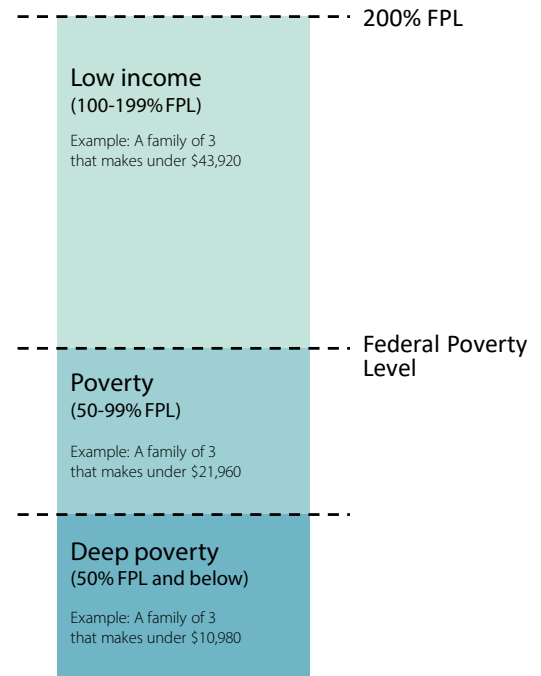 200% FPL
Low income
(100-199% FPL)
Example: A family of 3
that makes under $43,920
Federal Poverty
Level
Poverty
(50-99% FPL)
Example: A family of 3
that makes under $21,960
Deep poverty
(50% FPL and below)
Example: A family of 3
that makes under $10,980